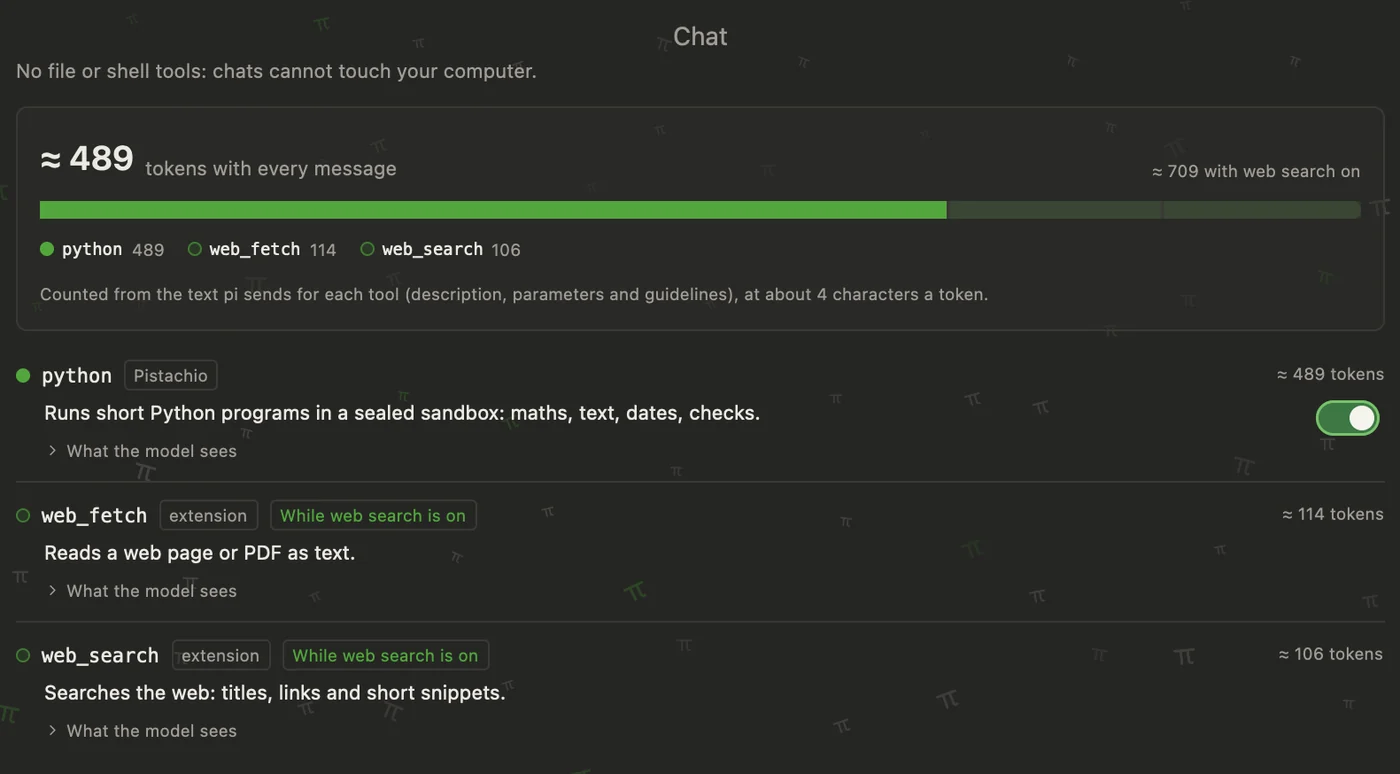 Chat
No file or shell tools: chats cannot touch your computer.
≈ 489 tokens with every message
≈ 709 with web search on
python 489 web_fetch 114 web_search 106
Counted from the text pi sends for each tool (description, parameters and guidelines), at about 4 characters a token.
python Pistachio
≈ 489 tokens
Runs short Python programs in a sealed sandbox: maths, text, dates, checks.
What the model sees
web_fetch extension While web search is on
≈ 114 tokens
Reads a web page or PDF as text.
What the model sees
web_search extension While web search is on
≈ 106 tokens
Searches the web: titles, links and short snippets.
What the model sees